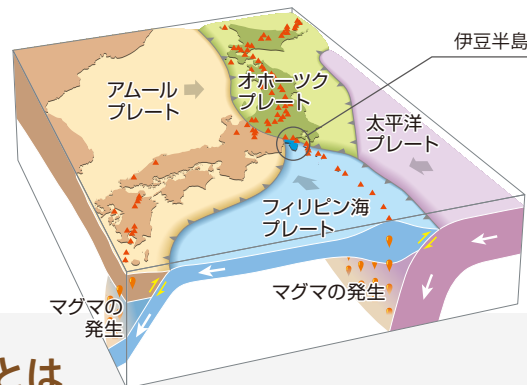 伊豆半島
アムール
プレート
オホーツク
プレート
太平洋
プレート
フィリピン海
プレート
マグマの
発生
マグマの発生
とは